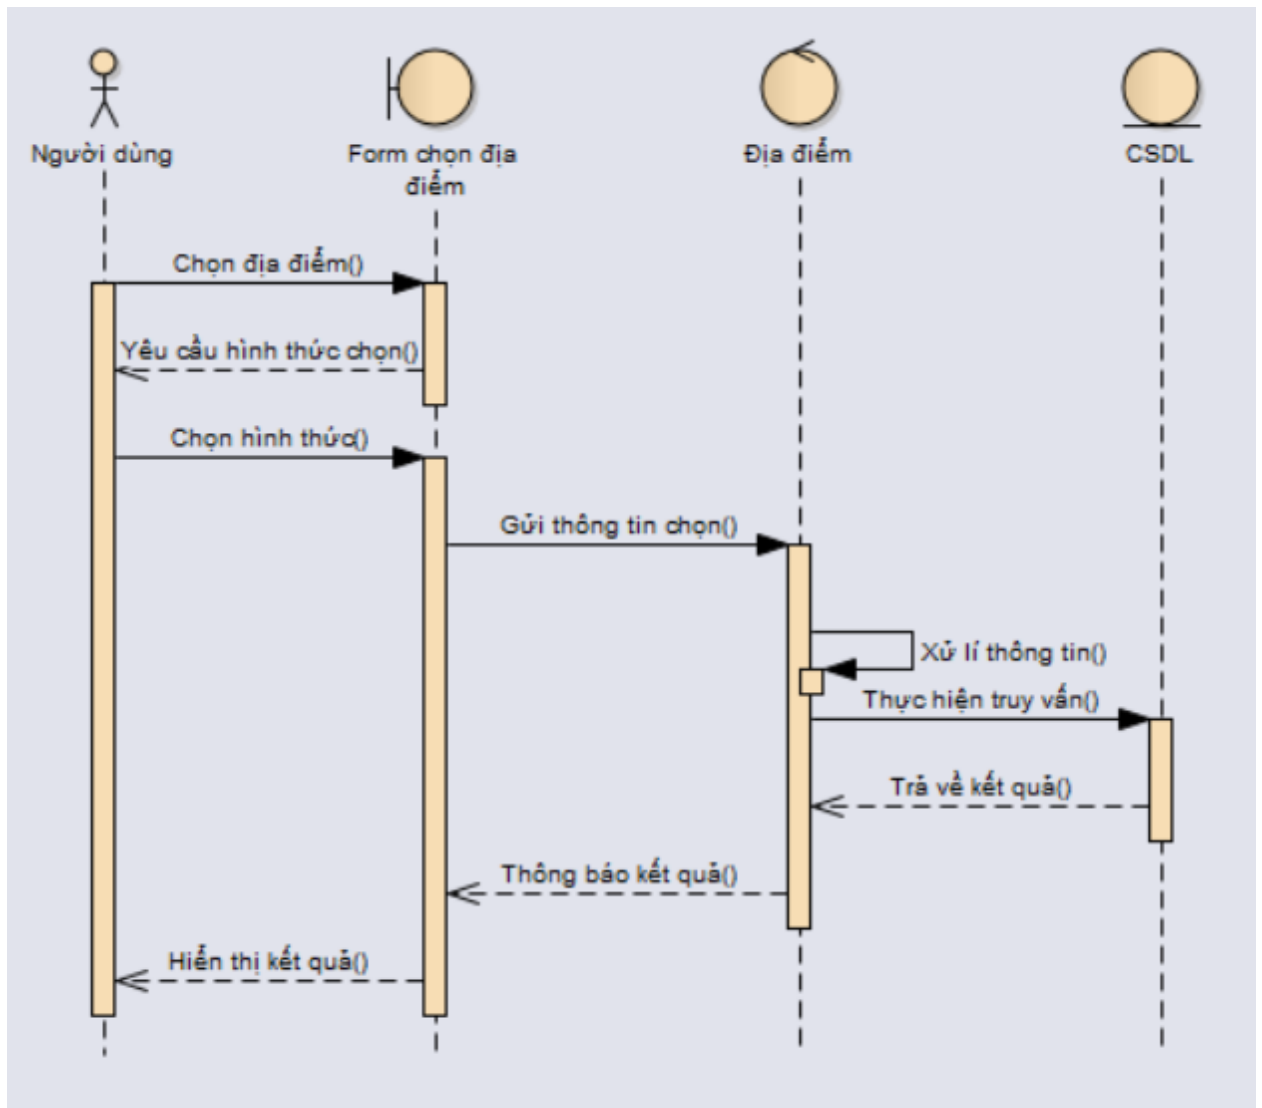 Người dùng
Form chọn địa
điểm
Địa điểm
CSDL
Chọn địa điểm()
Yêu cầu hình thức chọn()
Chọn hình thức()
Gửi thông tin chọn()
Xử lí thông tin()
Thực hiện truy vấn()
Trả về kết quả()
Thông báo kết quả()
Hiển thị kết quả()